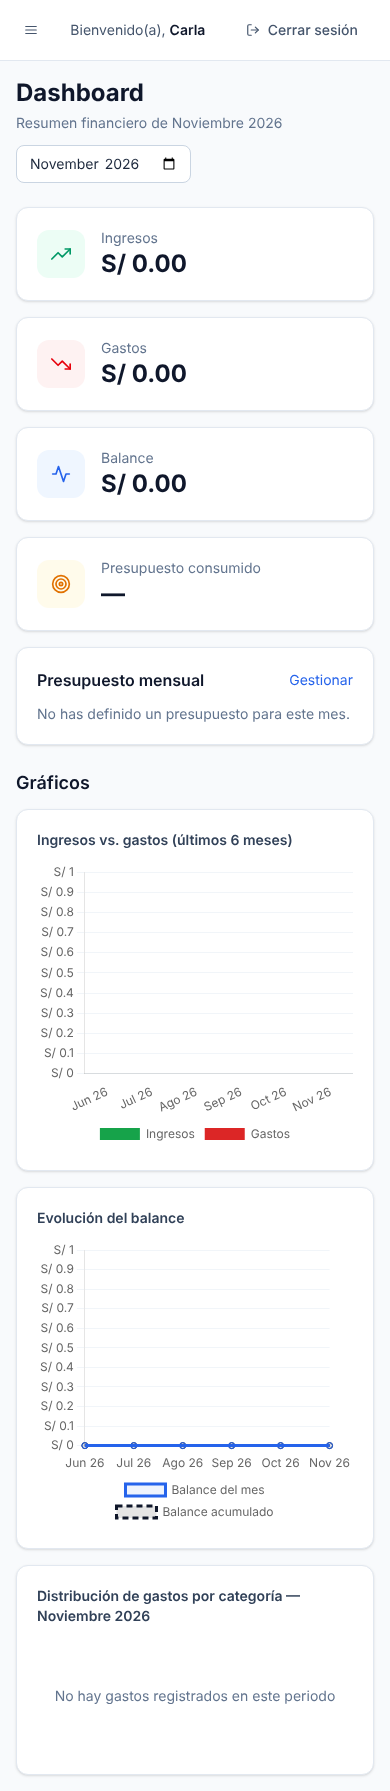 Bienvenido(a), Carla
Cerrar sesión
Dashboard
Resumen financiero de Noviembre 2026
November 2026
Ingresos
S/ 0.00
Gastos
S/ 0.00
Balance
S/ 0.00
Presupuesto consumido
—
Presupuesto mensual
Gestionar
No has definido un presupuesto para este mes.
Gráficos
Ingresos vs. gastos (últimos 6 meses)
S/ 1
S/ 0.9
S/ 0.8
S/ 0.7
S/ 0.6
S/ 0.5
S/ 0.4
S/ 0.3
S/ 0.2
S/ 0.1
S/ 0
Jun 26 Jul 26 Ago 26 Sep 26 Oct 26 Nov 26
Ingresos Gastos
Evolución del balance
S/ 1
S/ 0.9
S/ 0.8
S/ 0.7
S/ 0.6
S/ 0.5
S/ 0.4
S/ 0.3
S/ 0.2
S/ 0.1
S/ 0
Jun 26 Jul 26 Ago 26 Sep 26 Oct 26 Nov 26
Balance del mes
Balance acumulado
Distribución de gastos por categoría —
Noviembre 2026
No hay gastos registrados en este periodo